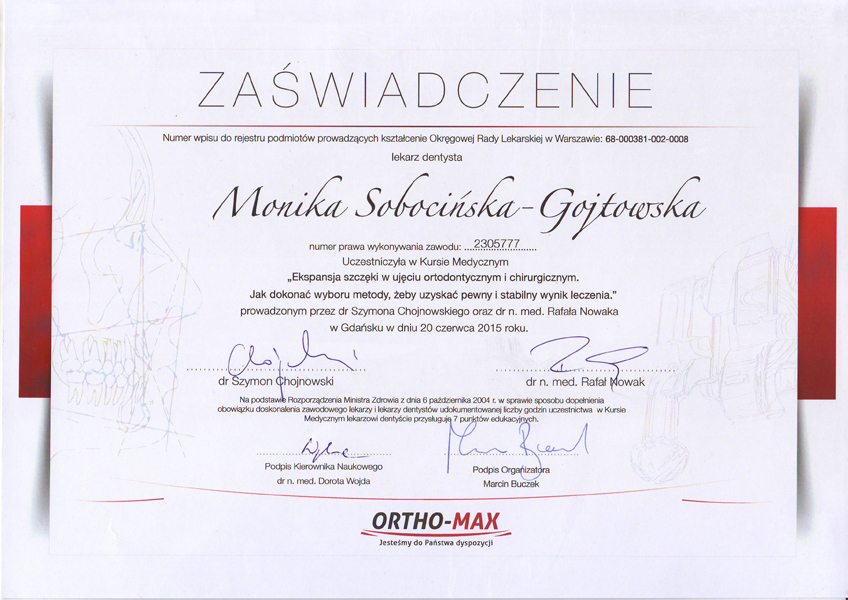 ZAŚWIADCZENIE
Numer wpisu do rejestru podmiotów prowadzących kształcenie Okręgowej Rady Lekarskiej w Warszawie: 68-000381-002-0008
lekarz dentysta
Monika Sobocińska-Gojtowska
numer prawa wykonywania zawodu: 2305777
Uczestniczyła w Kursie Medycznym
„Ekspansja szczęki w ujęciu ortodontycznym i chirurgicznym.
Jak dokonać wyboru metody, żeby uzyskać pewny i stabilny wynik leczenia.”
prowadzonym przez dr Szymona Chojnowskiego oraz dr n. med. Rafała Nowaka
w Gdańsku w dniu 20 czerwca 2015 roku.
dr Szymon Chojnowski
dr n. med. Rafał Nowak
Na podstawie Rozporządzenia Ministra Zdrowia z dnia 6 października 2004 r. w sprawie sposobu dopełnienia
obowiązku doskonalenia zawodowego lekarzy i lekarzy dentystów udokumentowanej liczby godzin uczestnictwa w Kursie
Medycznym lekarzowi dentyście przysługuje 7 punktów edukacyjnych.
Podpis Kierownika Naukowego
dr n. med. Dorota Wojda
Podpis Organizatora
Marcin Buczek
ORTHO-MAX
Jesteśmy do Państwa dyspozycji